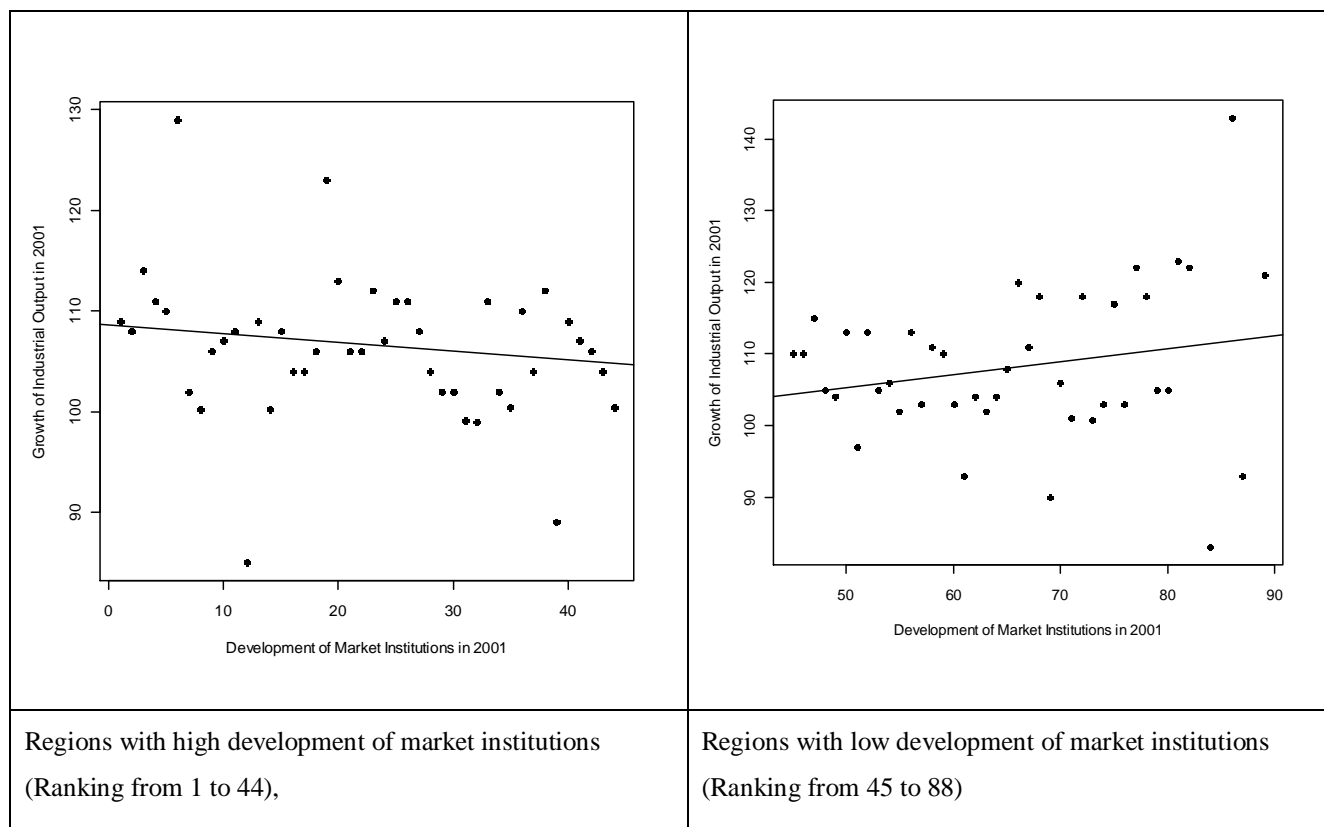 130
120
110
100
90
Growth of Industrial Output in 2001
0 10 20 30 40
Development of Market Institutions in 2001
140
130
120
110
100
90
Growth of Industrial Output in 2001
50 60 70 80 90
Development of Market Institutions in 2001
Regions with high development of market institutions
(Ranking from 1 to 44),
Regions with low development of market institutions
(Ranking from 45 to 88)